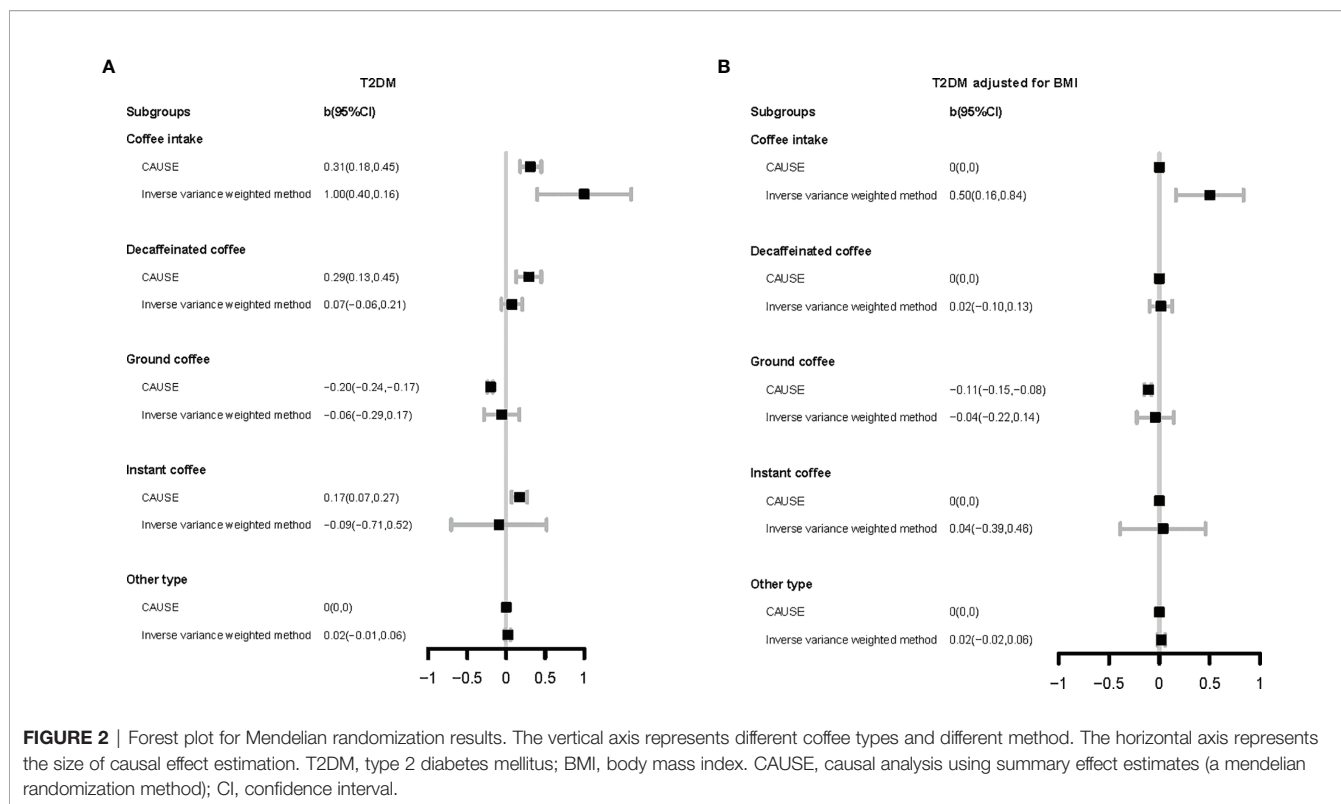 A
T2DM
Subgroups b(95%CI)
Coffee intake
CAUSE 0.31(0.18,0.45)
Inverse variance weighted method 1.00(0.40,0.16)
Decaffeinated coffee
CAUSE 0.29(0.13,0.45)
Inverse variance weighted method 0.07(−0.06,0.21)
Ground coffee
CAUSE −0.20(−0.24,−0.17)
Inverse variance weighted method −0.06(−0.29,0.17)
Instant coffee
CAUSE 0.17(0.07,0.27)
Inverse variance weighted method −0.09(−0.71,0.52)
Other type
CAUSE 0(0,0)
Inverse variance weighted method 0.02(−0.01,0.06)
−1 −0.5 0 0.5 1
B
T2DM adjusted for BMI
Subgroups b(95%CI)
Coffee intake
CAUSE 0(0,0)
Inverse variance weighted method 0.50(0.16,0.84)
Decaffeinated coffee
CAUSE 0(0,0)
Inverse variance weighted method 0.02(−0.10,0.13)
Ground coffee
CAUSE −0.11(−0.15,−0.08)
Inverse variance weighted method −0.04(−0.22,0.14)
Instant coffee
CAUSE 0(0,0)
Inverse variance weighted method 0.04(−0.39,0.46)
Other type
CAUSE 0(0,0)
Inverse variance weighted method 0.02(−0.02,0.06)
−1 −0.5 0 0.5 1
FIGURE 2 | Forest plot for Mendelian randomization results. The vertical axis represents different coffee types and different method. The horizontal axis represents
the size of causal effect estimation. T2DM, type 2 diabetes mellitus; BMI, body mass index. CAUSE, causal analysis using summary effect estimates (a mendelian
randomization method); CI, confidence interval.